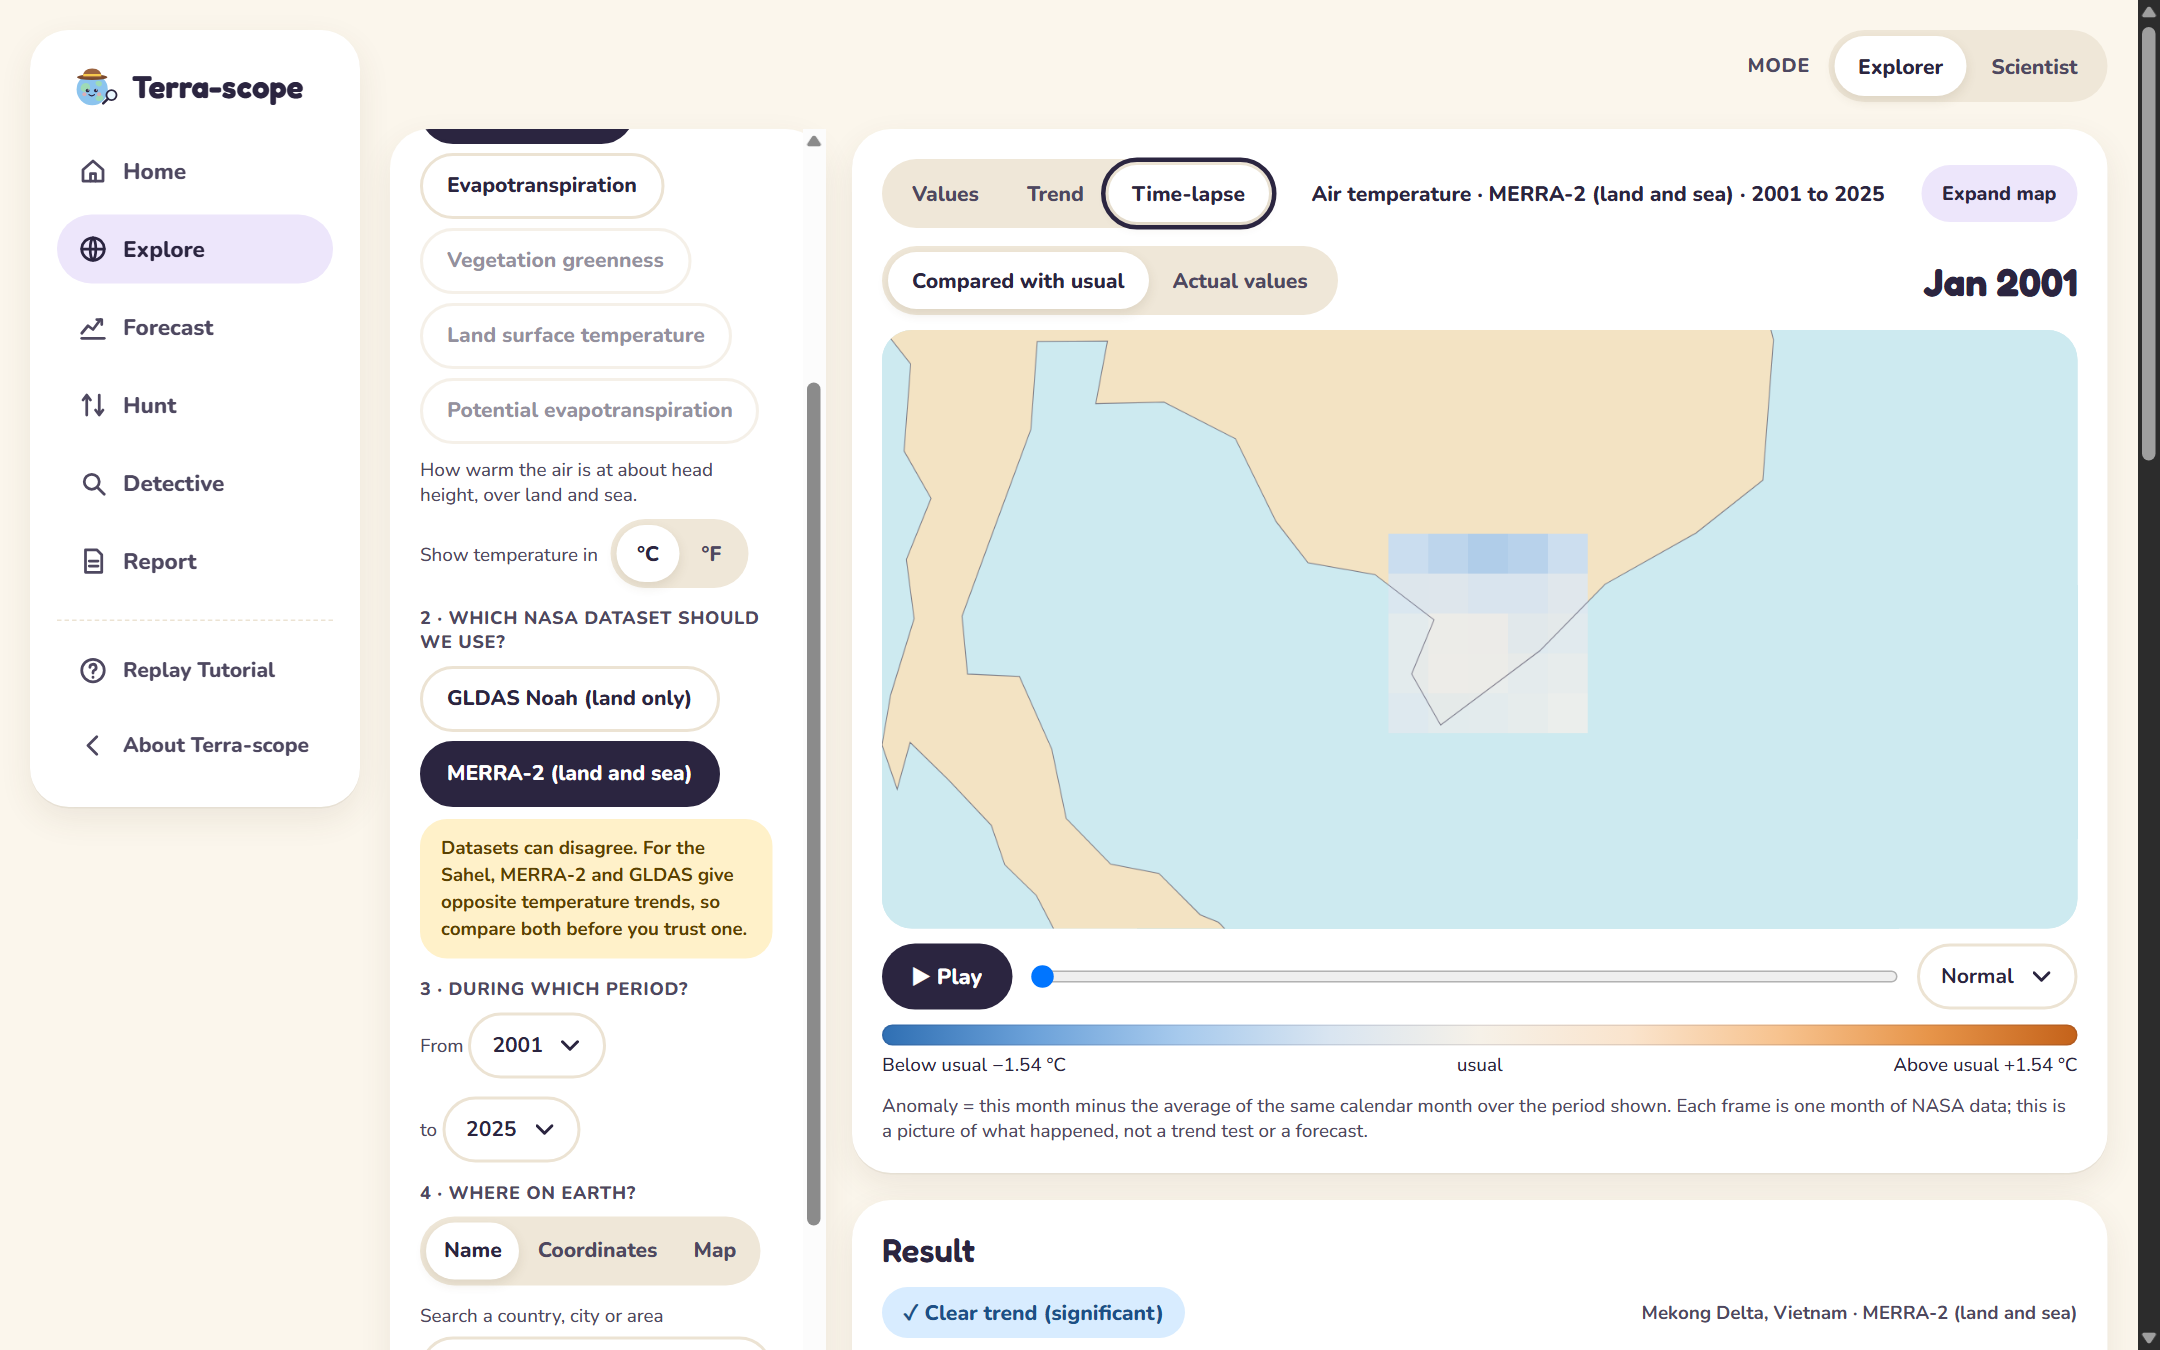 Terra-scope
Home
Explore
Forecast
Hunt
Detective
Report
Replay Tutorial
About Terra-scope
MODE
Explorer
Scientist
Evapotranspiration
Vegetation greenness
Land surface temperature
Potential evapotranspiration
How warm the air is at about head
height, over land and sea.
Show temperature in
°C
°F
2 · WHICH NASA DATASET SHOULD
WE USE?
GLDAS Noah (land only)
MERRA-2 (land and sea)
Datasets can disagree. For the
Sahel, MERRA-2 and GLDAS give
opposite temperature trends, so
compare both before you trust one.
3 · DURING WHICH PERIOD?
From 2001
to 2025
4 · WHERE ON EARTH?
Name
Coordinates
Map
Search a country, city or area
Values
Trend
Time-lapse
Air temperature · MERRA-2 (land and sea) · 2001 to 2025
Expand map
Compared with usual
Actual values
Jan 2001
Play
Normal
Below usual −1.54 °C
usual
Above usual +1.54 °C
Anomaly = this month minus the average of the same calendar month over the period shown. Each frame is one month of NASA data; this is
a picture of what happened, not a trend test or a forecast.
Result
✓ Clear trend (significant)
Mekong Delta, Vietnam · MERRA-2 (land and sea)